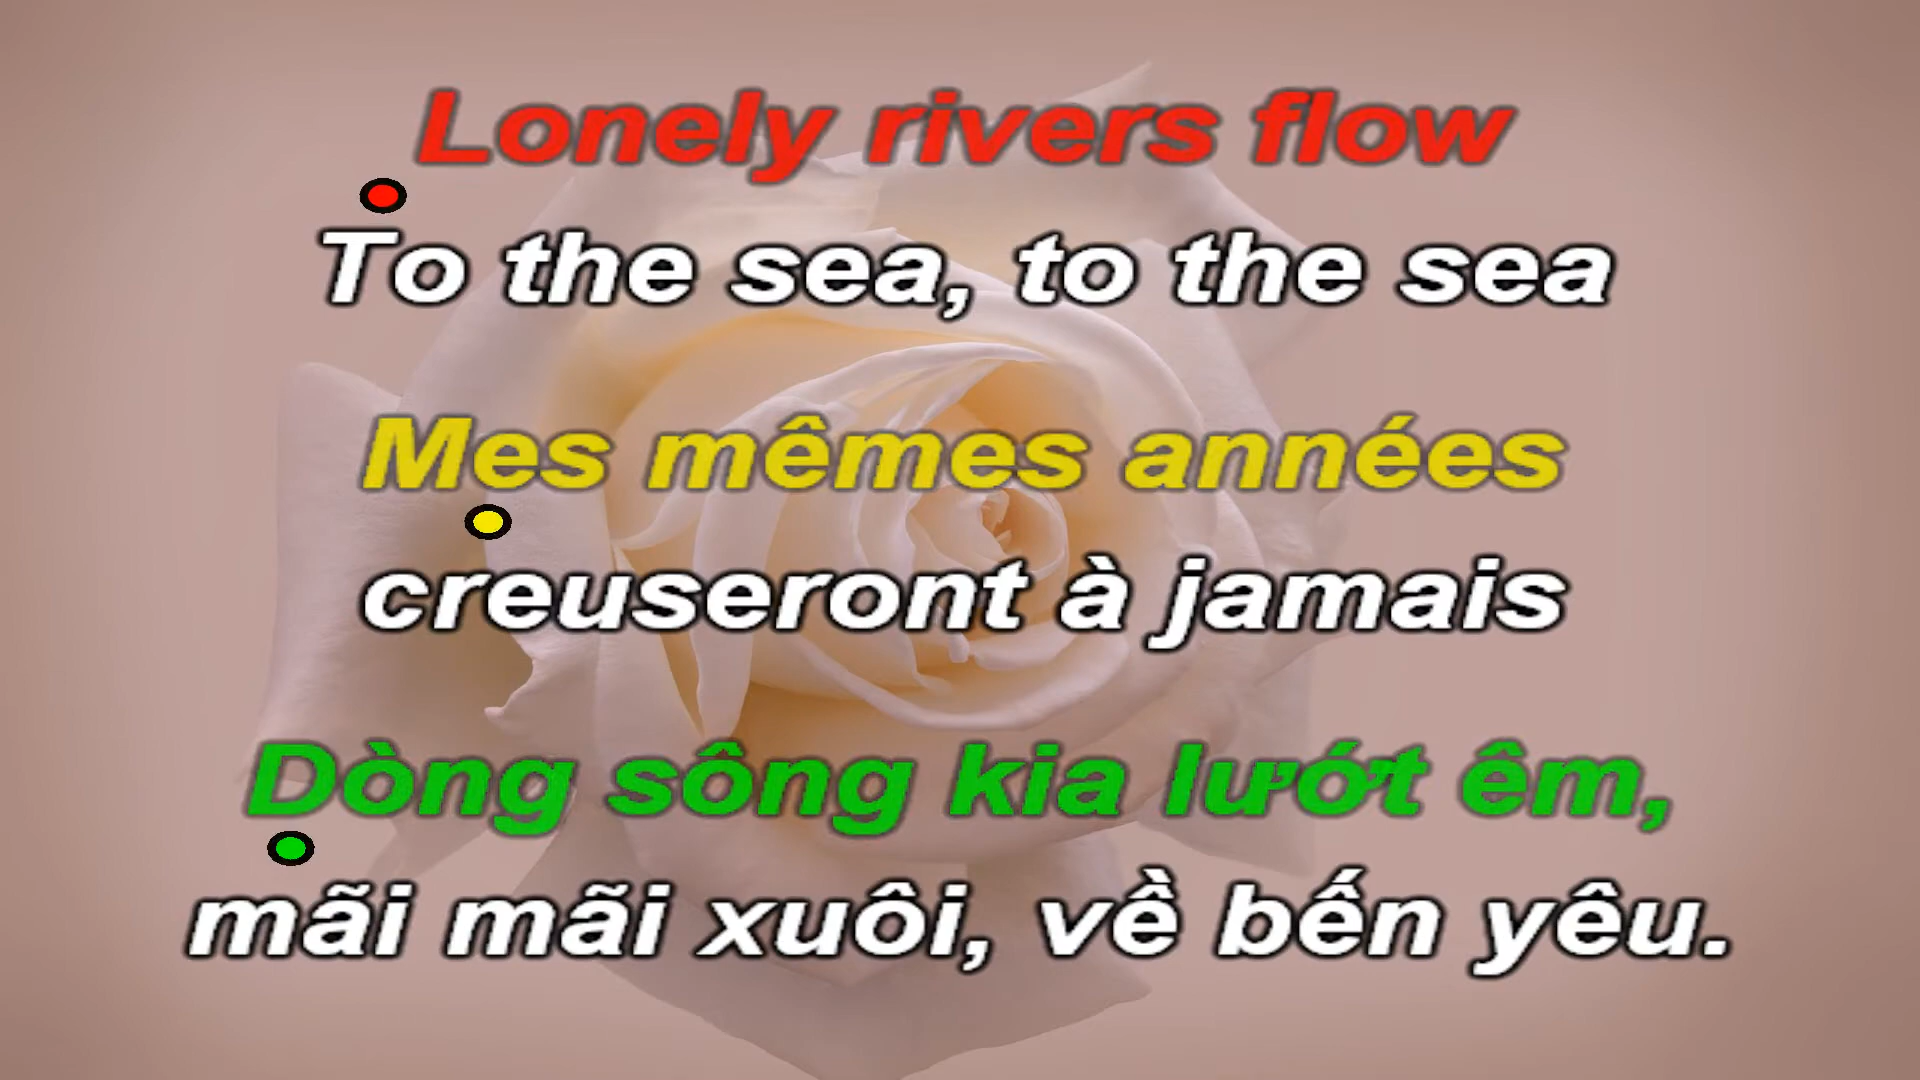 Lonely rivers flow
To the sea, to the sea
Mes mêmes années
creuseront à jamais
Dòng sông kia lướt êm,
mãi mãi xuôi, về bến yêu.